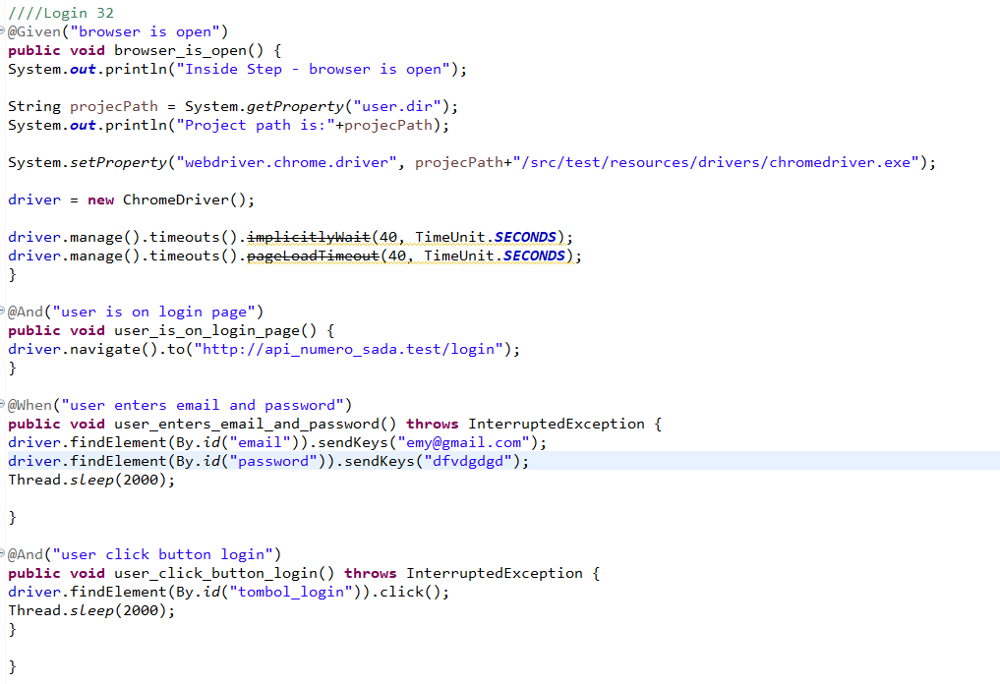 ////Login 32
@Given("browser is open")
public void browser_is_open() {
System.out.println("Inside Step - browser is open");
String projecPath = System.getProperty("user.dir");
System.out.println("Project path is:"+projecPath);
System.setProperty("webdriver.chrome.driver", projecPath+"/src/test/resources/drivers/chromedriver.exe");
driver = new ChromeDriver();
driver.manage().timeouts().implicitlyWait(40, TimeUnit.SECONDS);
driver.manage().timeouts().pageLoadTimeout(40, TimeUnit.SECONDS);
}
@And("user is on login page")
public void user_is_on_login_page() {
driver.navigate().to("http://api_numero_sada.test/login");
}
@When("user enters email and password")
public void user_enters_email_and_password() throws InterruptedException {
driver.findElement(By.id("email")).sendKeys("emy@gmail.com");
driver.findElement(By.id("password")).sendKeys("dfvdgdgd");
Thread.sleep(2000);
}
@And("user click button login")
public void user_click_button_login() throws InterruptedException {
driver.findElement(By.id("tombol_login")).click();
Thread.sleep(2000);
}
}